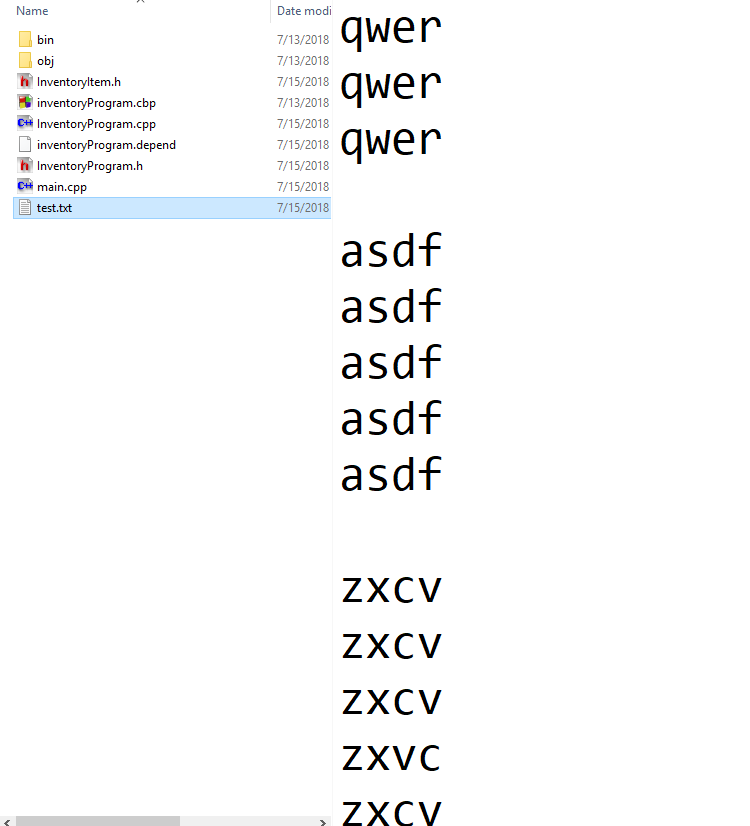 Name Date modi
bin 7/13/2018
obj 7/13/2018
InventoryItem.h 7/15/2018
inventoryProgram.cbp 7/13/2018
InventoryProgram.cpp 7/15/2018
inventoryProgram.depend 7/15/2018
InventoryProgram.h 7/15/2018
main.cpp 7/15/2018
test.txt 7/15/2018
qwer
qwer
qwer
asdf
asdf
asdf
asdf
asdf
zxcv
zxcv
zxcv
zxvc
zxcv